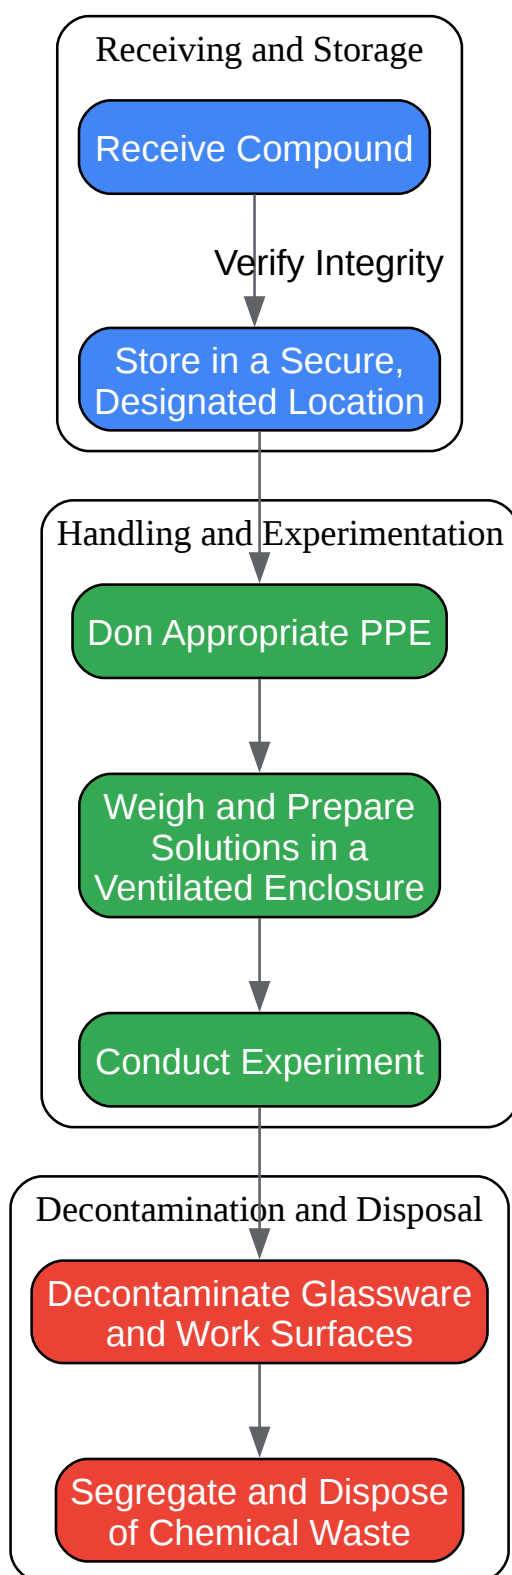 Receiving and Storage
Receive Compound
Verify Integrity
Store in a Secure,
Designated Location
Handling and Experimentation
Don Appropriate PPE
Weigh and Prepare
Solutions in a
Ventilated Enclosure
Conduct Experiment
Decontamination and Disposal
Decontaminate Glassware
and Work Surfaces
Segregate and Dispose
of Chemical Waste